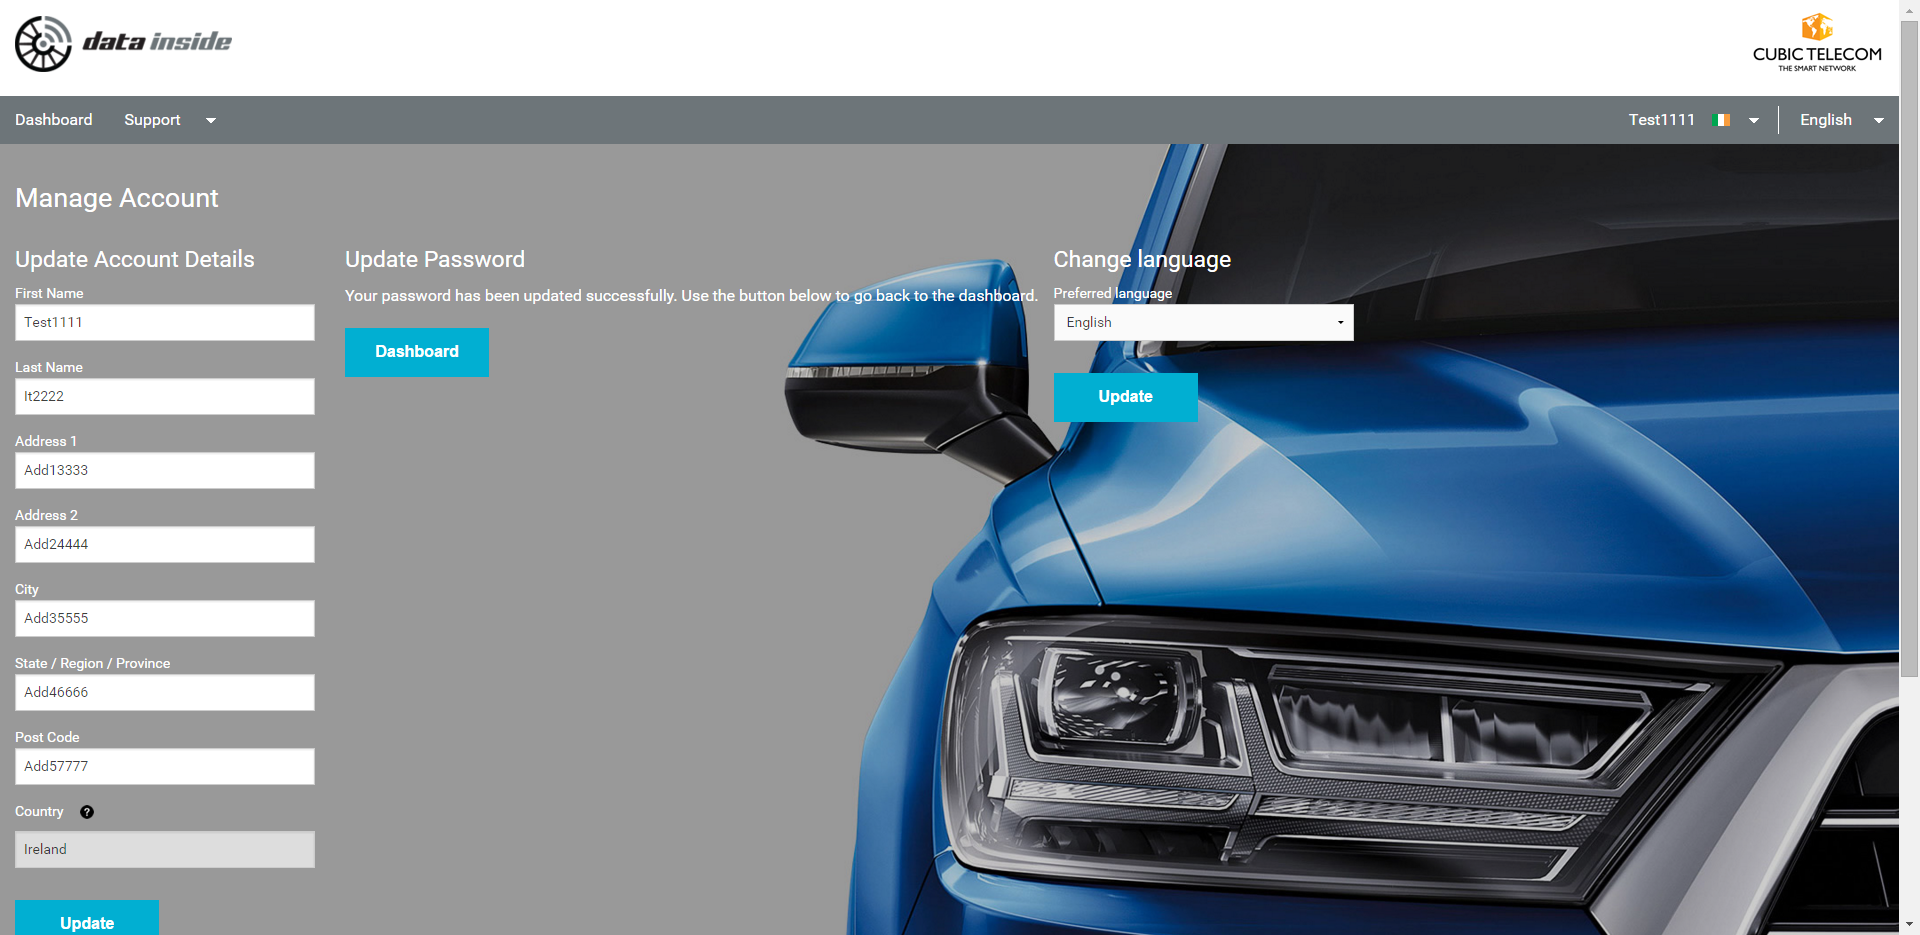 data inside
CUBIC TELECOM
THE SMART NETWORK
Dashboard
Support
Test1111
English
Manage Account
Update Account Details
First Name
Test1111
Last Name
It2222
Address 1
Add13333
Address 2
Add24444
City
Add35555
State / Region / Province
Add46666
Post Code
Add57777
Country ?
Ireland
Update
Update Password
Your password has been updated successfully. Use the button below to go back to the dashboard.
Dashboard
Change language
Preferred language
English
Update